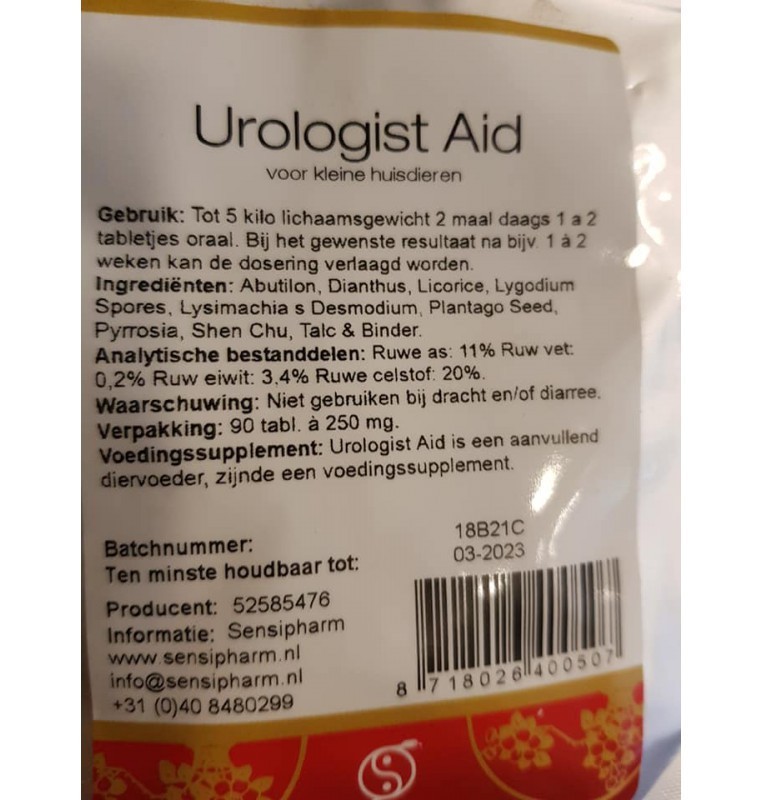 Urologist Aid
voor kleine huisdieren
Gebruik: Tot 5 kilo lichaamsgewicht 2 maal daags 1 a 2
tabletjes oraal. Bij het gewenste resultaat na bijv. 1 à 2
weken kan de dosering verlaagd worden.
Ingrediënten: Abutilon, Dianthus, Licorice, Lygodium
Spores, Lysimachia s Desmodium, Plantago Seed,
Pyrrosia, Shen Chu, Talc & Binder.
Analytische bestanddelen: Ruwe as: 11% Ruw vet:
0,2% Ruw eiwit: 3,4% Ruwe celstof: 20%.
Waarschuwing: Niet gebruiken bij dracht en/of diarree.
Verpakking: 90 tabl. à 250 mg.
Voedingssupplement: Urologist Aid is een aanvullend
diervoeder, zijnde een voedingssupplement.
Batchnummer: 18B21C
Ten minste houdbaar tot: 03-2023
Producent: 52585476
Informatie: Sensipharm
www.sensipharm.nl
info@sensipharm.nl
+31 (0)40 8480299
8 718026 400507